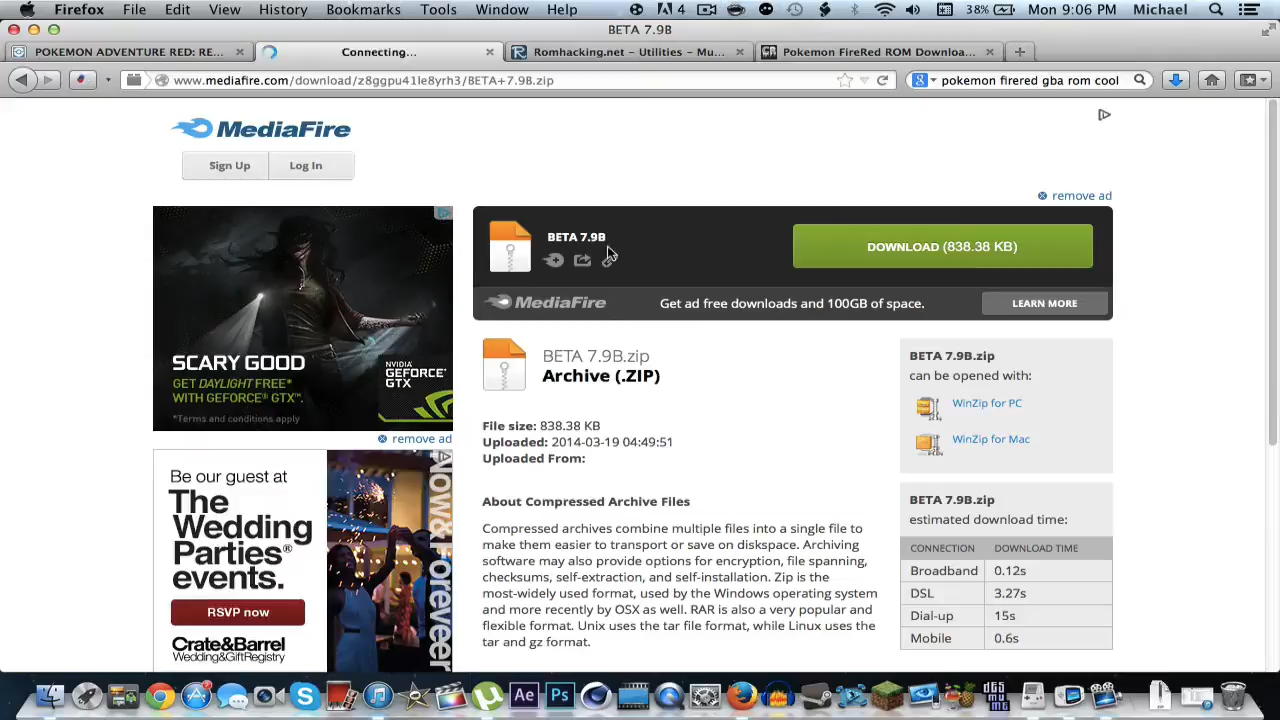 Firefox File Edit View History Bookmarks Tools Window Help 4 38% Mon 9:06 PM Michael
BETA 7.9B
POKEMON ADVENTURE RED: RE... Connecting... Romhacking.net – Utilities – Mu... Pokemon FireRed ROM Downloa...
www.mediafire.com/download/z8ggpu41le8yrh3/BETA+7.9B.zip pokemon firered gba rom cool
MediaFire
Sign Up Log In
remove ad
BETA 7.9B
DOWNLOAD (838.38 KB)
MediaFire Get ad free downloads and 100GB of space. LEARN MORE
SCARY GOOD
GET DAYLIGHT FREE*
WITH GEFORCE® GTX™.
*Terms and conditions apply
NVIDIA
GEFORCE®
GTX
remove ad
Be our guest at
The
Wedding
Parties®
events.
RSVP now
Crate&Barrel
Wedding&GiftRegistry
Now&Forever
BETA 7.9B.zip
Archive (.ZIP)
File size: 838.38 KB
Uploaded: 2014-03-19 04:49:51
Uploaded From:
About Compressed Archive Files
Compressed archives combine multiple files into a single file to
make them easier to transport or save on diskspace. Archiving
software may also provide options for encryption, file spanning,
checksums, self-extraction, and self-installation. Zip is the
most-widely used format, used by the Windows operating system
and more recently by OSX as well. RAR is also a very popular and
flexible format. Unix uses the tar file format, while Linux uses the
tar and gz format.
BETA 7.9B.zip
can be opened with:
WinZip for PC
WinZip for Mac
BETA 7.9B.zip
estimated download time:
CONNECTION DOWNLOAD TIME
Broadband 0.12s
DSL 3.27s
Dial-up 15s
Mobile 0.6s
Ae Ps